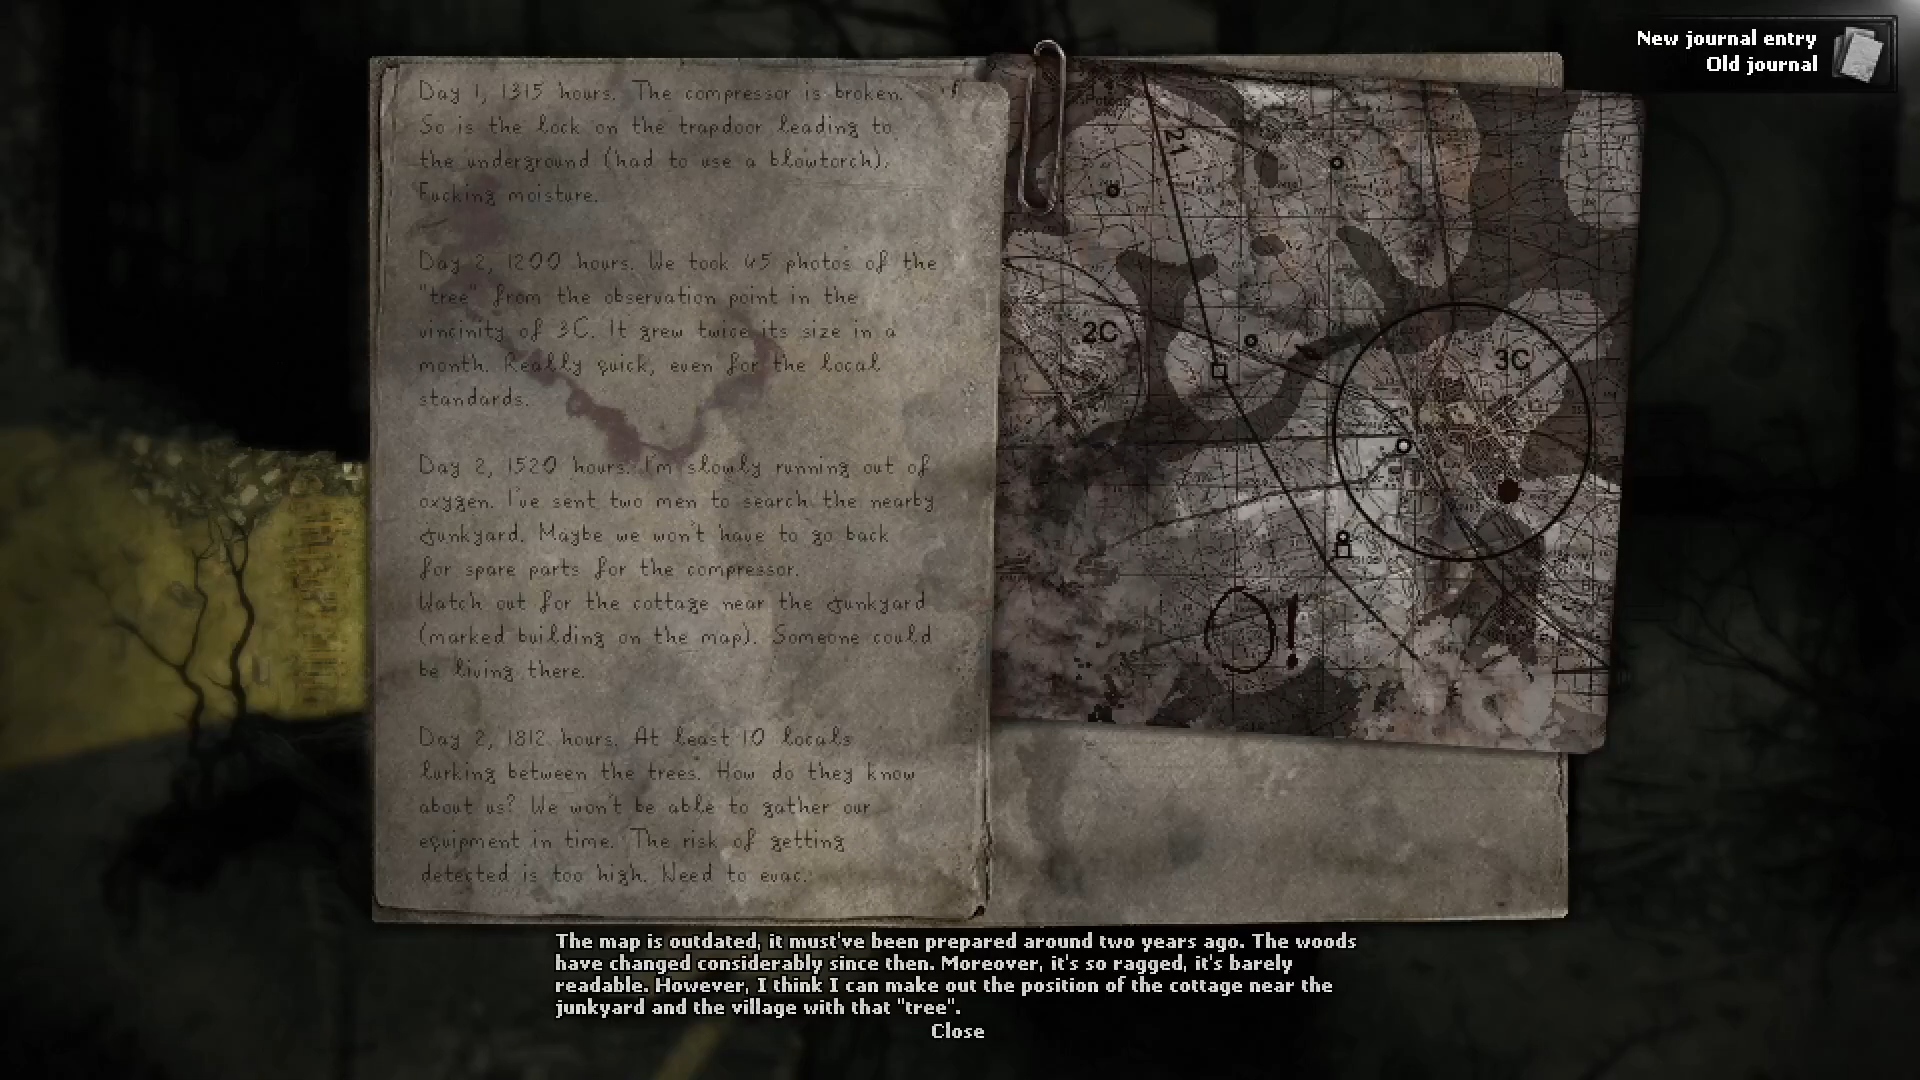 New journal entry
Old journal
Day 1, 1315 hours. The compressor is broken.
So is the lock on the trapdoor leading to
the underground (had to use a blowtorch).
Fucking moisture.
Day 2, 1200 hours. We took 45 photos of the
"tree" from the observation point in the
vincinity of 3C. It grew twice its size in a
month. Really quick, even for the local
standards.
Day 2, 1520 hours. I'm slowly running out of
oxygen. I've sent two men to search the nearby
junkyard. Maybe we won't have to go back
for spare parts for the compressor.
Watch out for the cottage near the junkyard
(marked building on the map). Someone could
be living there.
Day 2, 1812 hours. At least 10 locals
lurking between the trees. How do they know
about us? We won't be able to gather our
equipment in time. The risk of getting
detected is too high. Need to evac.
21
2C
3C
!
The map is outdated, it must've been prepared around two years ago. The woods
have changed considerably since then. Moreover, it's so ragged, it's barely
readable. However, I think I can make out the position of the cottage near the
junkyard and the village with that "tree".
Close